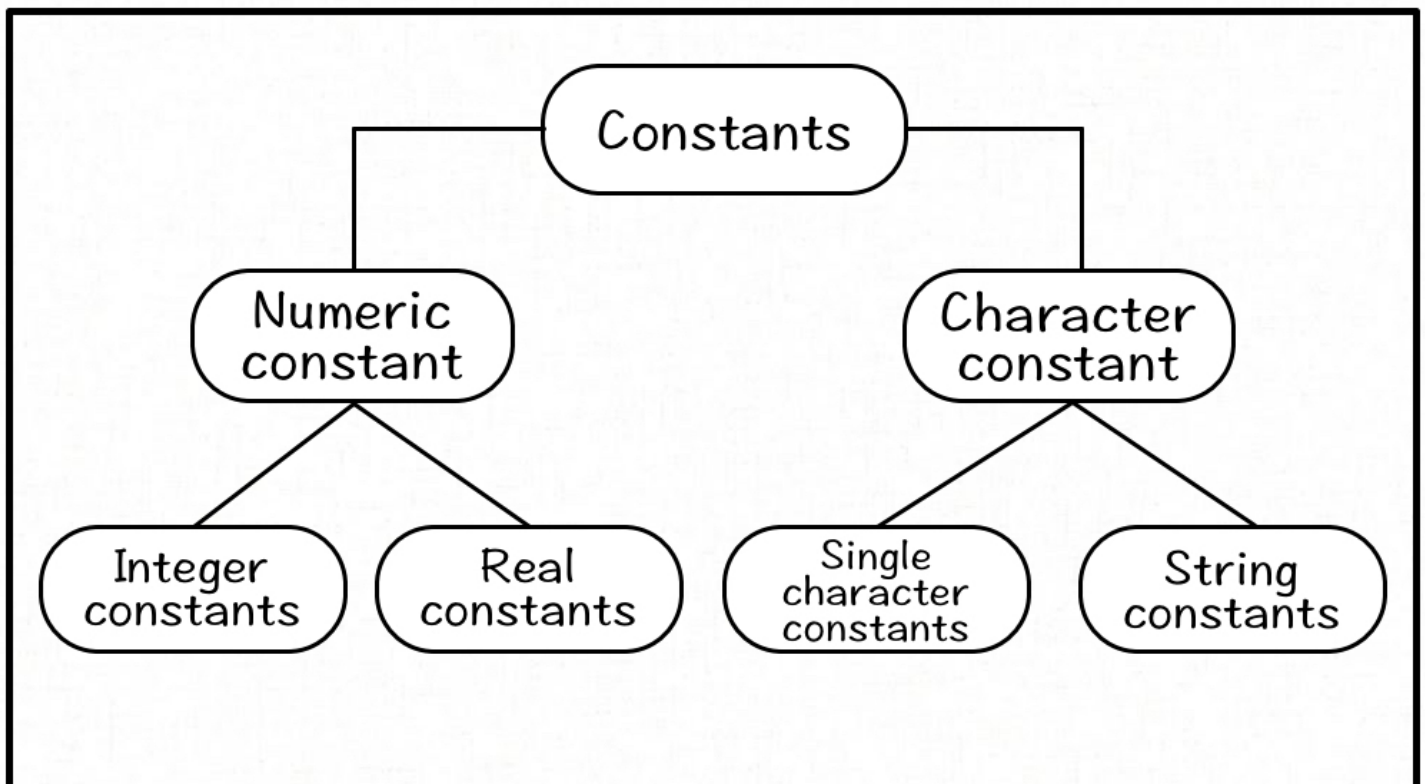 Constants
Numeric
constant
Character
constant
Integer
constants
Real
constants
Single
character
constants
String
constants